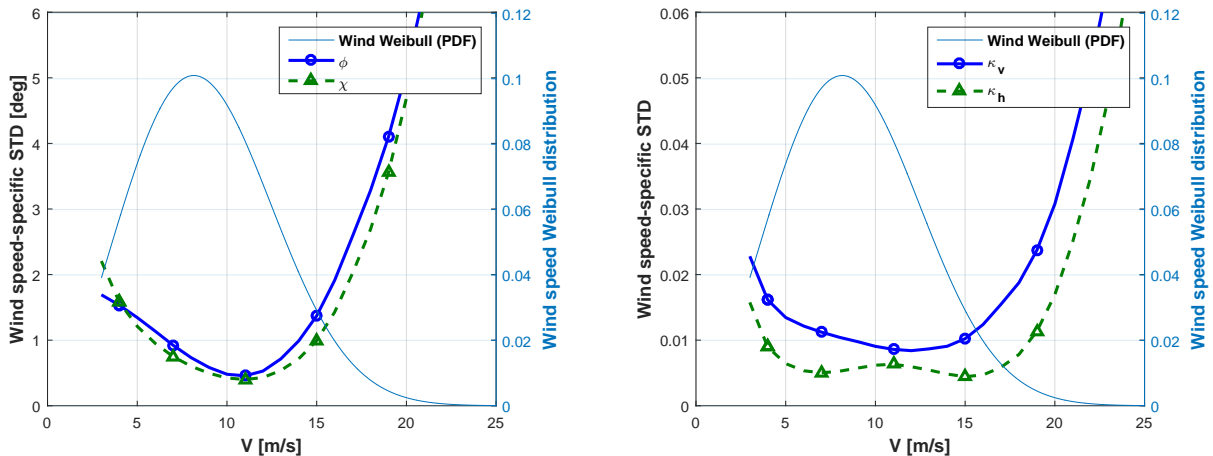 Wind speed-specific STD [deg]
6
5
4
3
2
1
0
0 5 10 15 20 25
V [m/s]
0.12
0.1
0.08
0.06
0.04
0.02
0
Wind speed Weibull distribution
Wind Weibull (PDF)
ϕ
χ
Wind speed-specific STD
0.06
0.05
0.04
0.03
0.02
0.01
0
0 5 10 15 20 25
V [m/s]
0.12
0.1
0.08
0.06
0.04
0.02
0
Wind speed Weibull distribution
Wind Weibull (PDF)
κv
κh